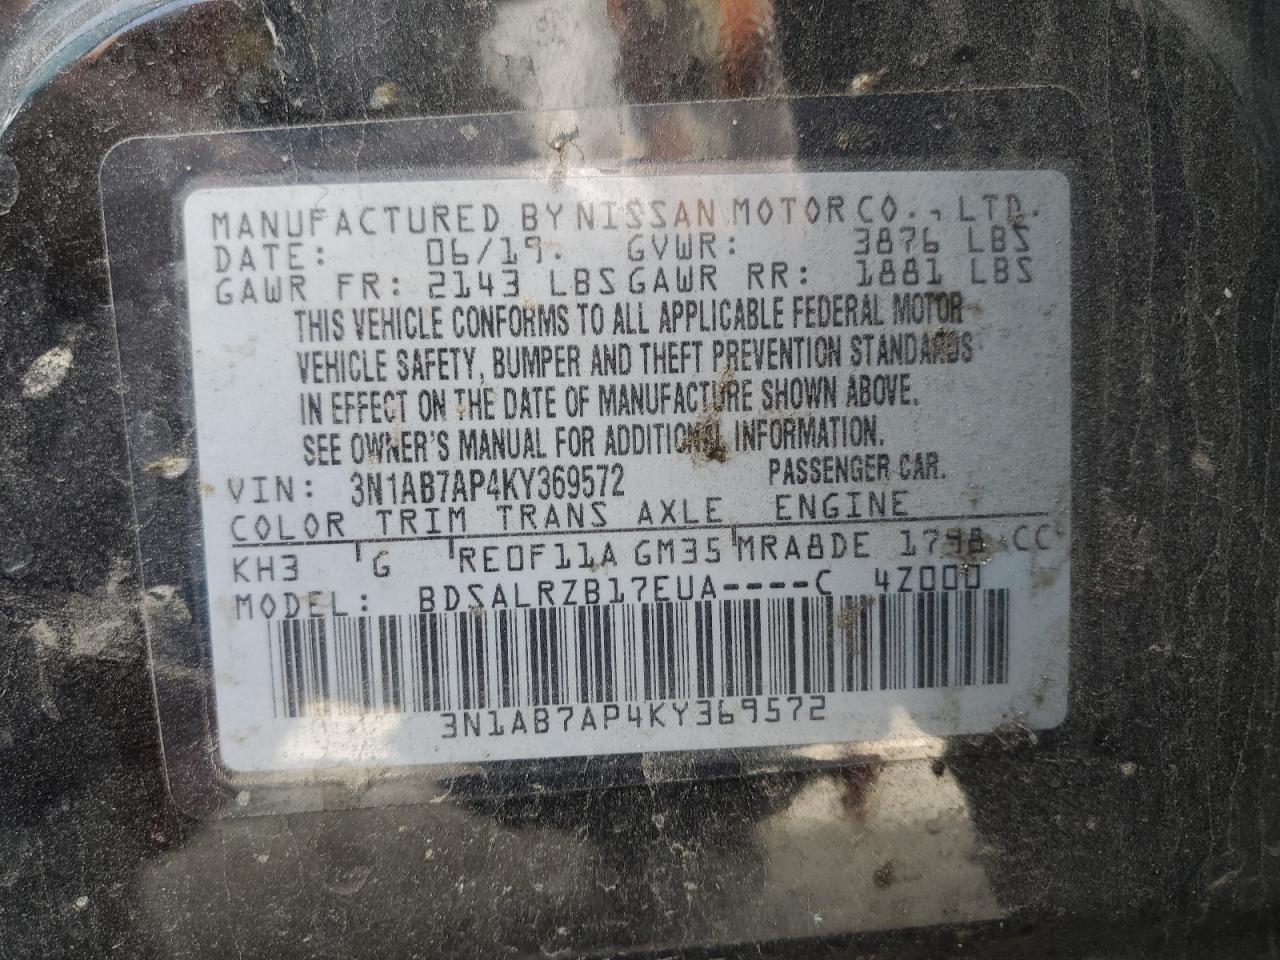 MANUFACTURED BY NISSAN MOTOR CO., LTD.
DATE: 06/19. GVWR: 3876 LBS
GAWR FR: 2143 LBS GAWR RR: 1881 LBS
THIS VEHICLE CONFORMS TO ALL APPLICABLE FEDERAL MOTOR
VEHICLE SAFETY, BUMPER AND THEFT PREVENTION STANDARDS
IN EFFECT ON THE DATE OF MANUFACTURE SHOWN ABOVE.
SEE OWNER'S MANUAL FOR ADDITIONAL INFORMATION.
VIN: 3N1AB7AP4KY369572 PASSENGER CAR.
COLOR TRIM TRANS AXLE ENGINE
KH3 G RE0F11A GM35 MRA8DE 1798 CC
MODEL: BDSALRZB17EUA----C 4Z000
3N1AB7AP4KY369572